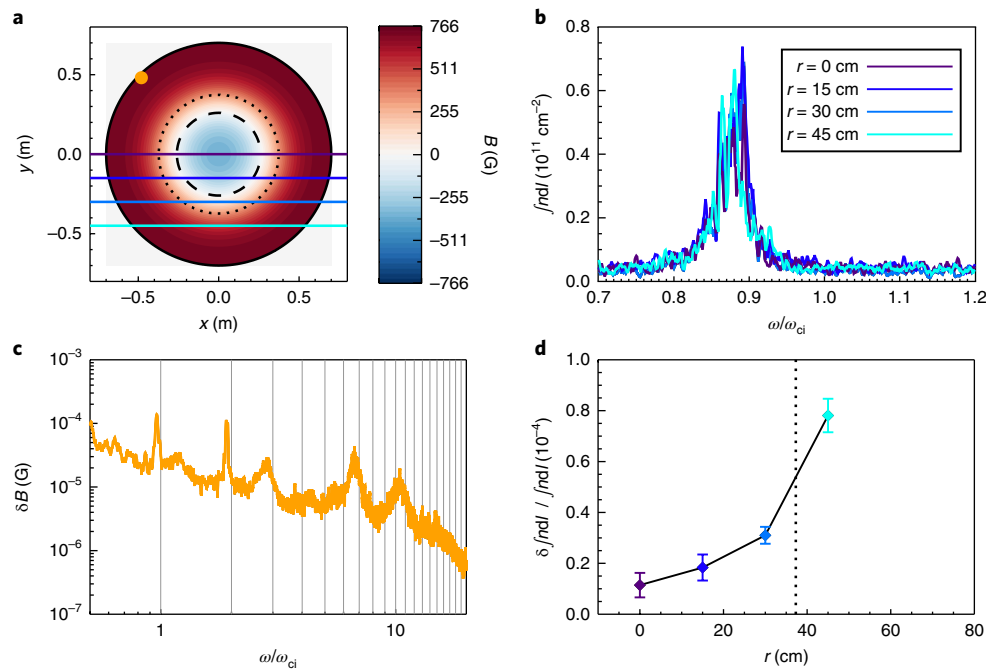 a
y (m)
0.5
0.0
−0.5
−0.5
0.0
0.5
x (m)
766
511
255
0
−255
−511
−766
B (G)
b
∫ndl (10¹¹ cm⁻²)
0.8
0.6
0.4
0.2
0.0
0.7
0.8
0.9
1.0
1.1
1.2
ω/ω_ci
r = 0 cm
r = 15 cm
r = 30 cm
r = 45 cm
c
δB (G)
10⁻³
10⁻⁴
10⁻⁵
10⁻⁶
10⁻⁷
1
10
ω/ω_ci
d
δ ∫ndl / ∫ndl (10⁻⁴)
1.0
0.8
0.6
0.4
0.2
0.0
0
20
40
60
80
r (cm)